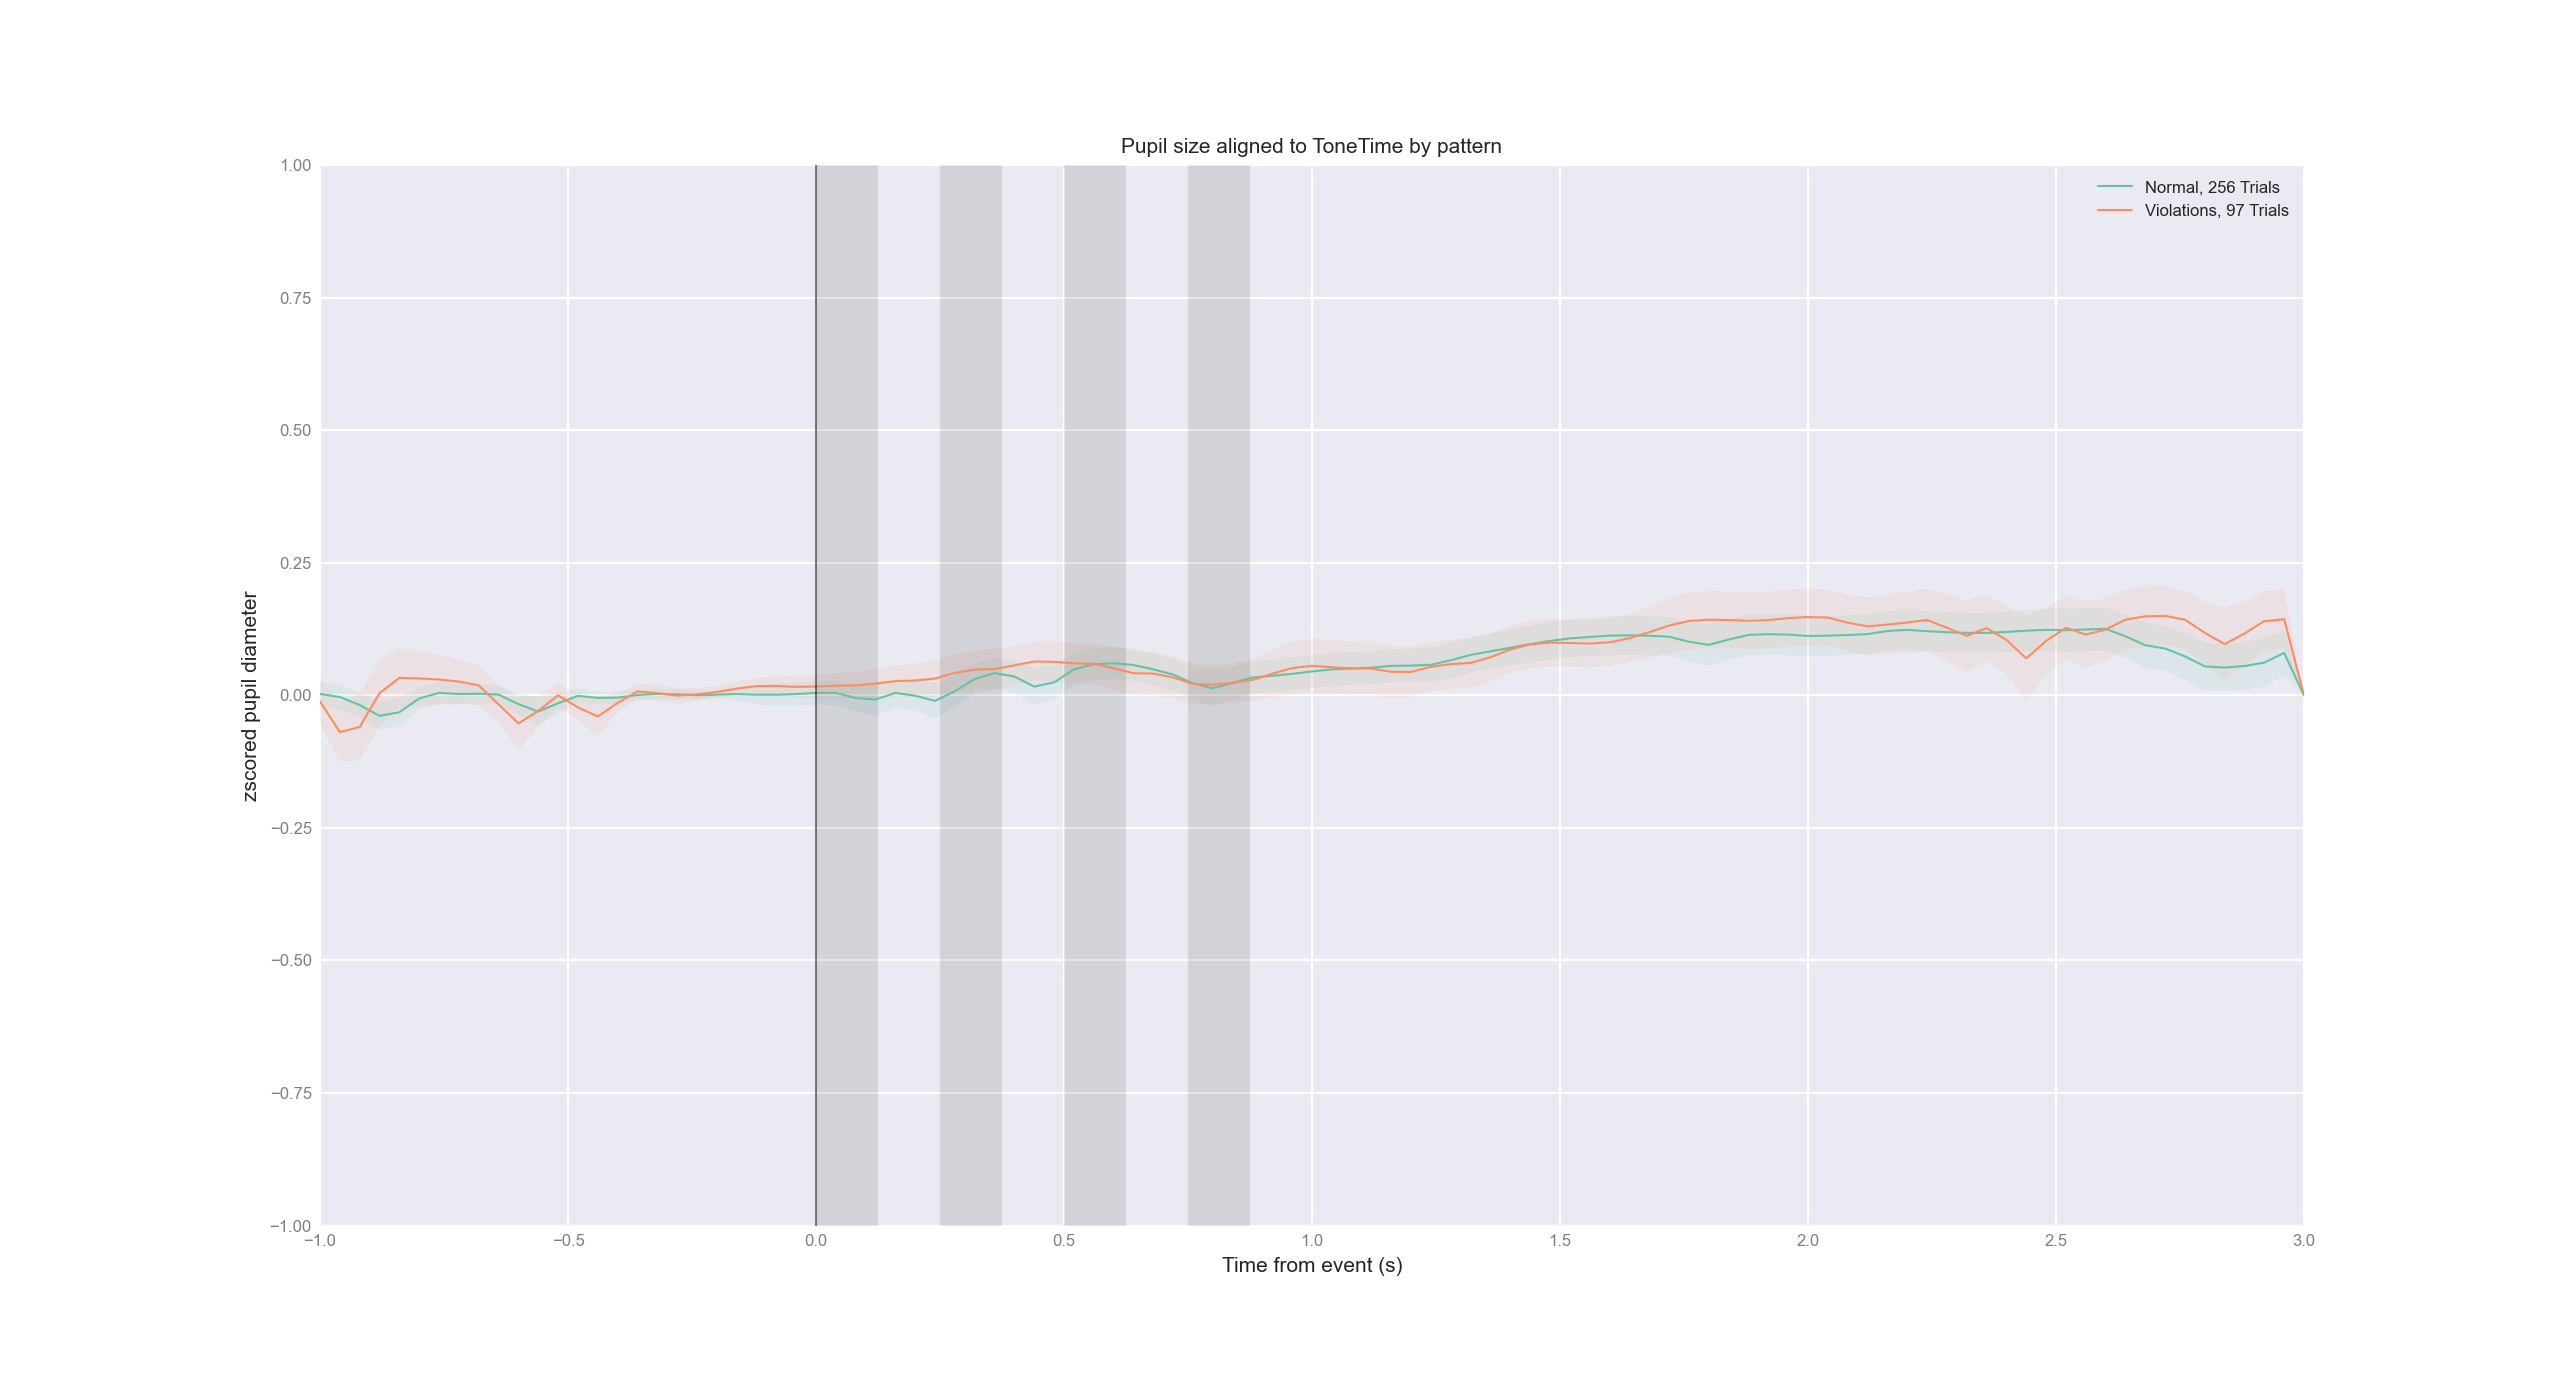 Pupil size aligned to ToneTime by pattern
1.00
0.75
0.50
0.25
0.00
−0.25
−0.50
−0.75
−1.00
zscored pupil diameter
Normal, 256 Trials
Violations, 97 Trials
−1.0 −0.5 0.0 0.5 1.0 1.5 2.0 2.5 3.0
Time from event (s)